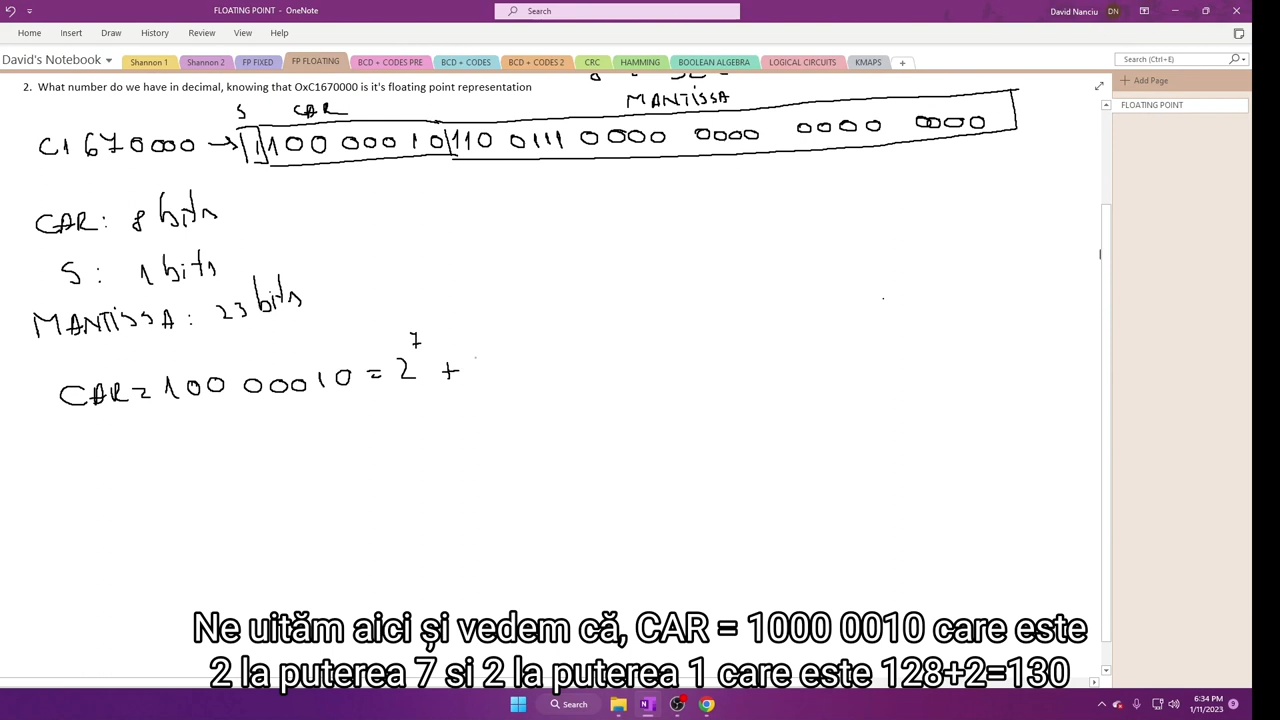 FLOATING POINT - OneNote
Search
David Nanciu DN
Home Insert Draw History Review View Help
David's Notebook Shannon 1 Shannon 2 FP FIXED FP FLOATING BCD + CODES PRE BCD + CODES BCD + CODES 2 CRC HAMMING BOOLEAN ALGEBRA LOGICAL CIRCUITS KMAPS
Search (Ctrl+E)
Add Page
FLOATING POINT
2. What number do we have in decimal, knowing that OxC1670000 is it's floating point representation
S CAR MANTISSA
C1 670000 → 1 100 000 10 110 0111 0000 0000 0000 0000
CAR: 8 bits
S: 1 bits
MANTISSA: 23 bits
CAR = 100 00010 = 2^7 +
Ne uităm aici și vedem că, CAR = 1000 0010 care este
2 la puterea 7 si 2 la puterea 1 care este 128+2=130
Search
6:34 PM
1/11/2023